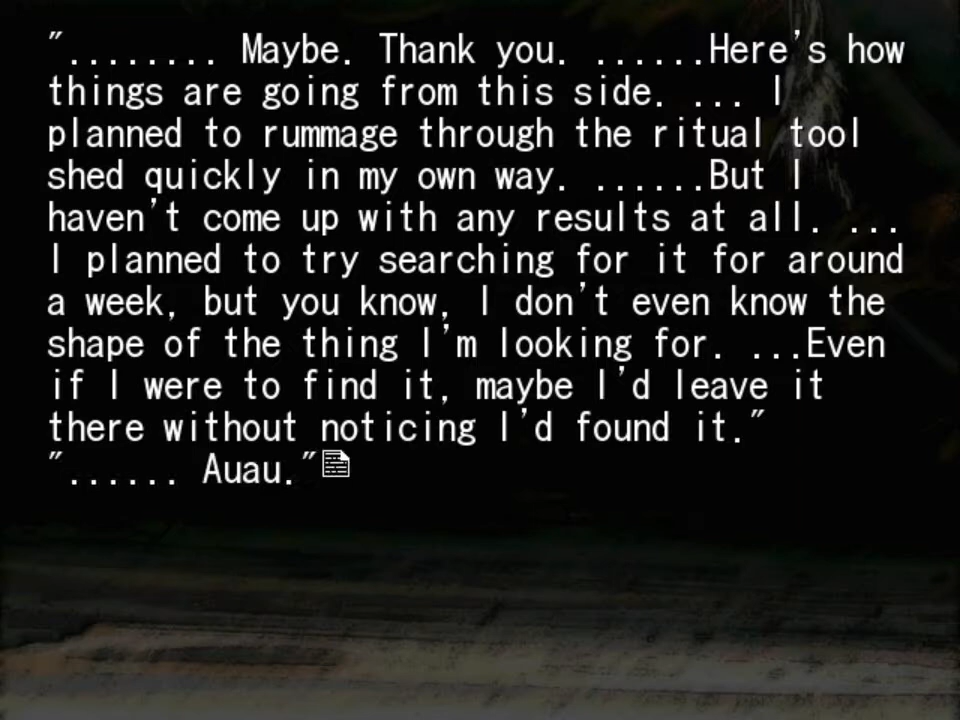 "........ Maybe. Thank you. ......Here's how
things are going from this side. ... I
planned to rummage through the ritual tool
shed quickly in my own way. ......But I
haven't come up with any results at all. ...
I planned to try searching for it for around
a week, but you know, I don't even know the
shape of the thing I'm looking for. ...Even
if I were to find it, maybe I'd leave it
there without noticing I'd found it."
"...... Auau."